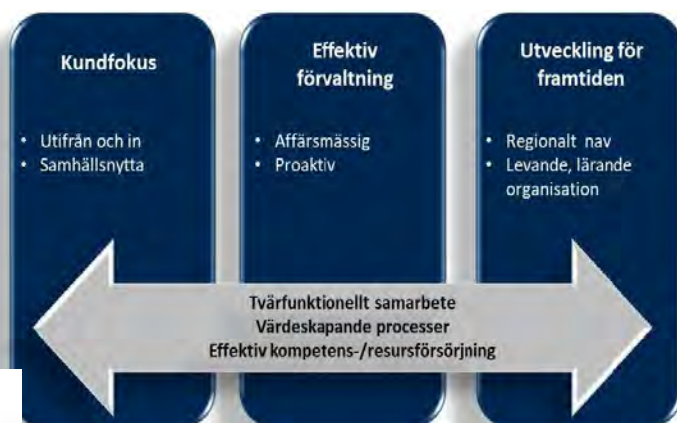 Kundfokus
• Utifrån och in
• Samhällsnytta
Effektiv
förvaltning
• Affärsmässig
• Proaktiv
Utveckling för
framtiden
• Regionalt nav
• Levande, lärande
organisation
Tvärfunktionellt samarbete
Värdeskapande processer
Effektiv kompetens-/resursförsörjning